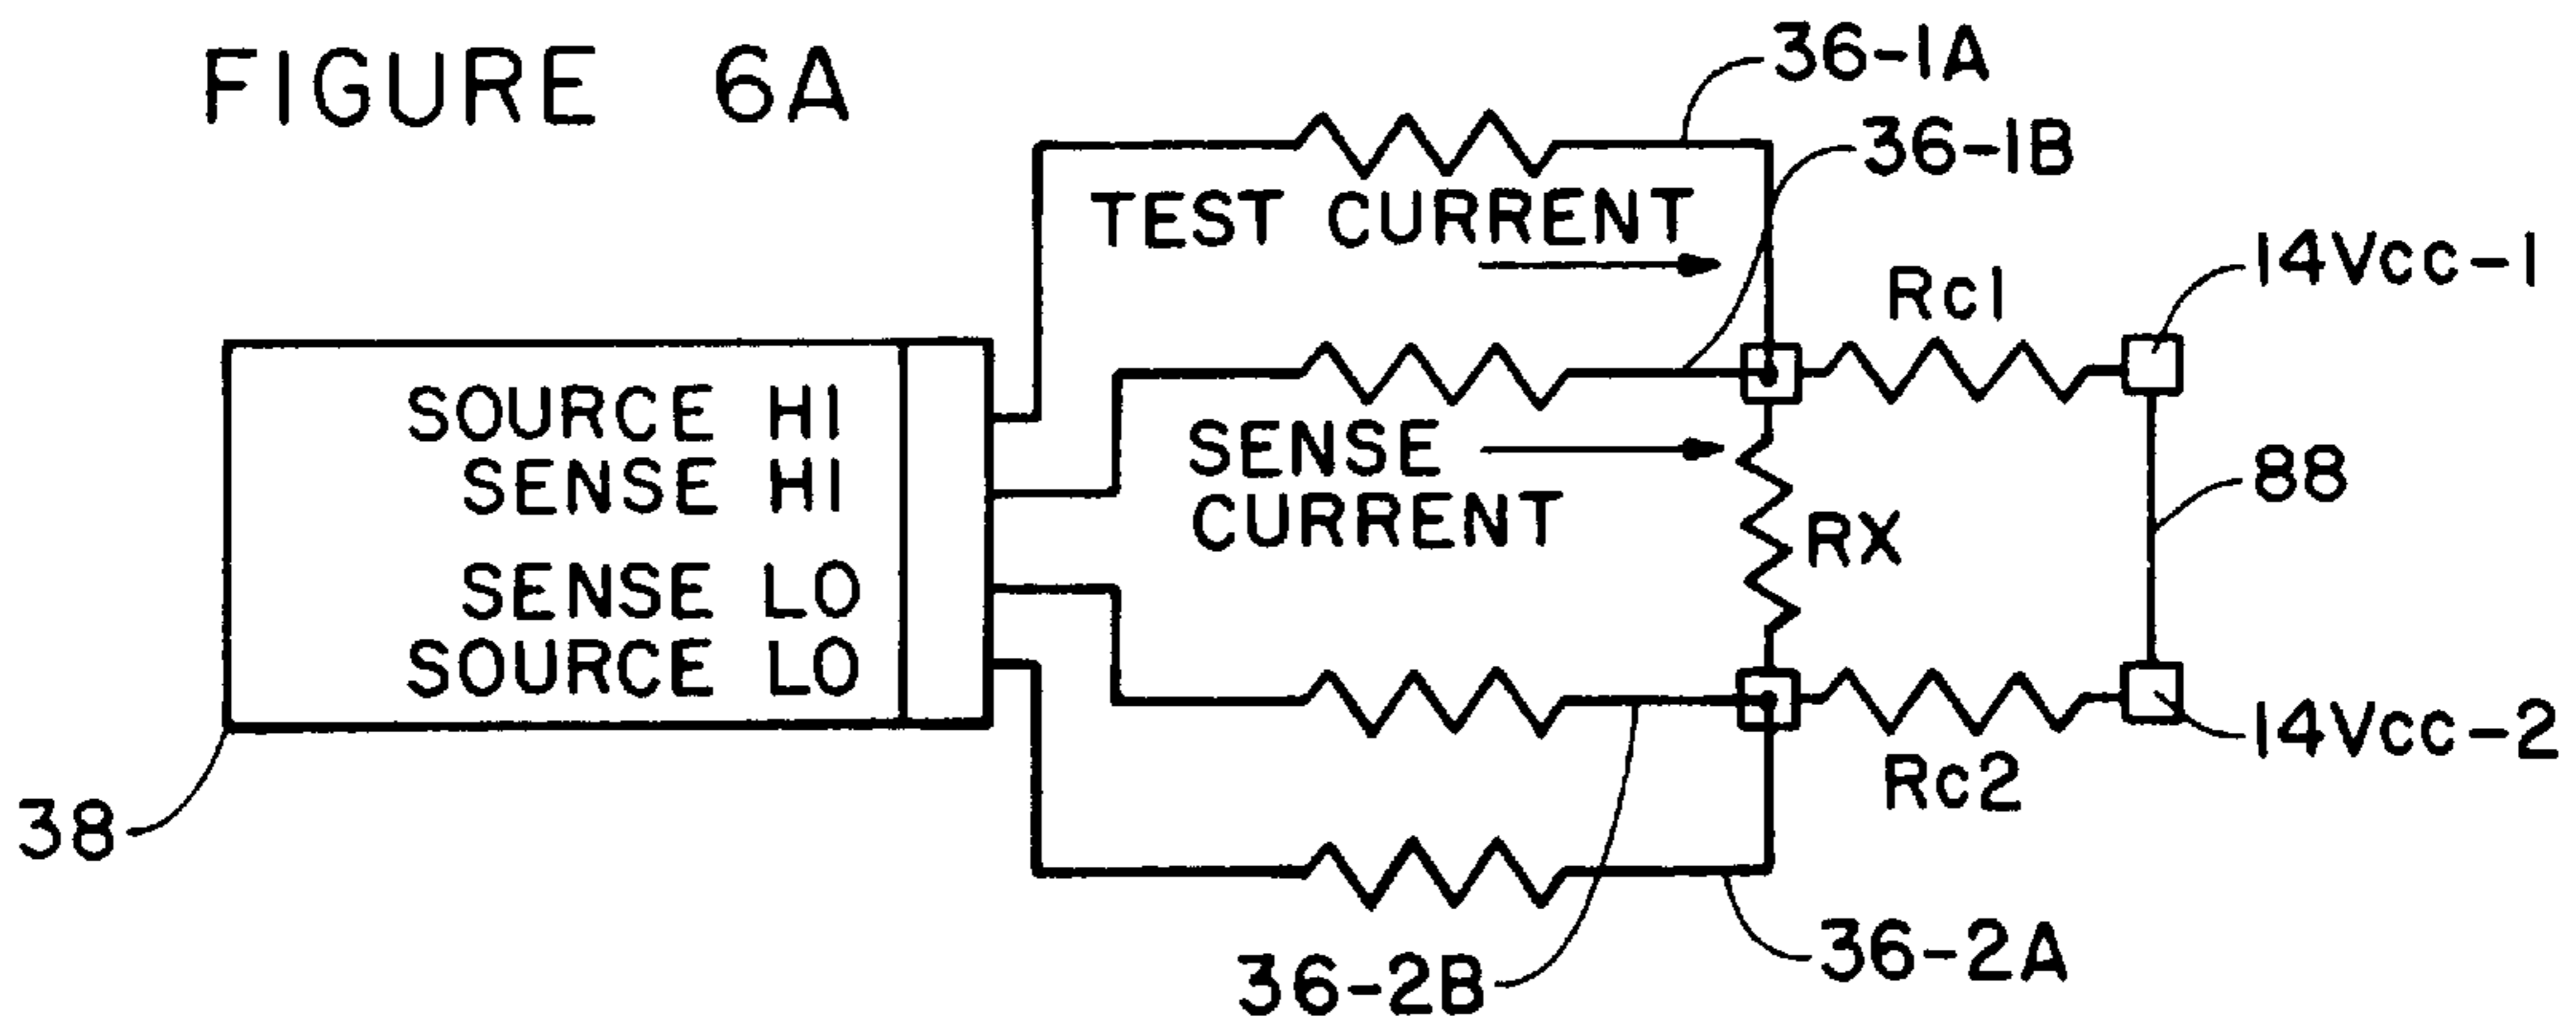 FIGURE 6A
36-1A
36-1B
TEST CURRENT
14Vcc-1
Rc1
SOURCE HI
SENSE HI
SENSE LO
SOURCE LO
SENSE
CURRENT
88
RX
14Vcc-2
Rc2
38
36-2A
36-2B